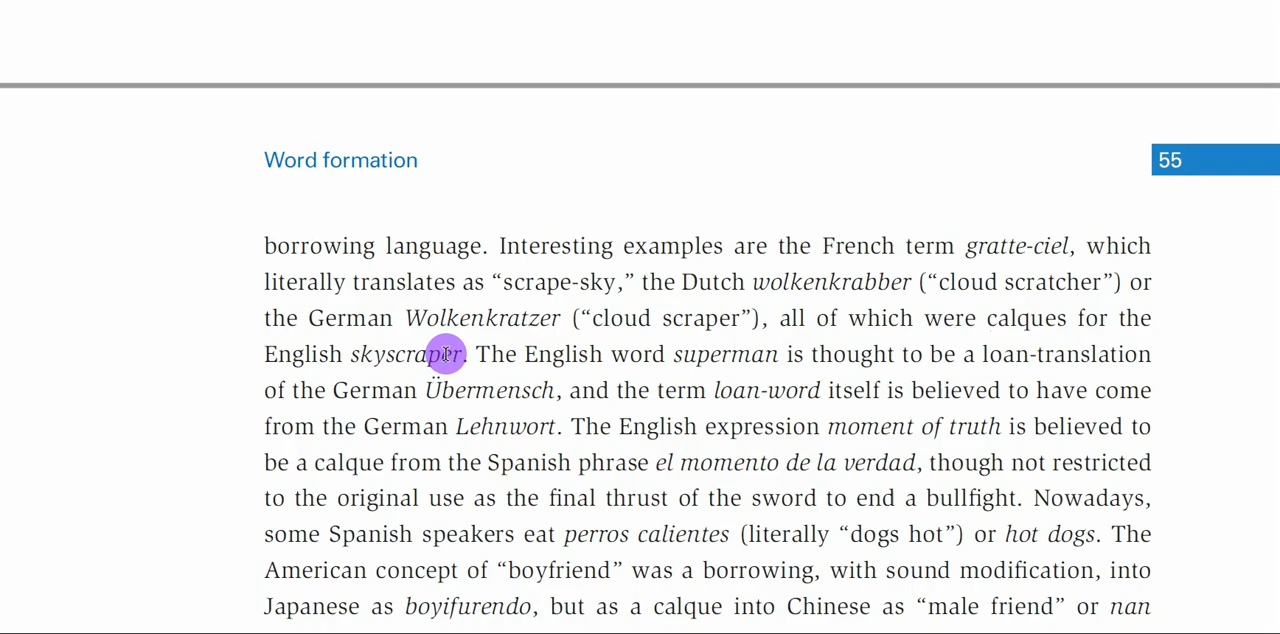 Word formation
55
borrowing language. Interesting examples are the French term gratte-ciel, which
literally translates as “scrape-sky,” the Dutch wolkenkrabber (“cloud scratcher”) or
the German Wolkenkratzer (“cloud scraper”), all of which were calques for the
English skyscraper. The English word superman is thought to be a loan-translation
of the German Übermensch, and the term loan-word itself is believed to have come
from the German Lehnwort. The English expression moment of truth is believed to
be a calque from the Spanish phrase el momento de la verdad, though not restricted
to the original use as the final thrust of the sword to end a bullfight. Nowadays,
some Spanish speakers eat perros calientes (literally “dogs hot”) or hot dogs. The
American concept of “boyfriend” was a borrowing, with sound modification, into
Japanese as boyifurendo, but as a calque into Chinese as “male friend” or nan